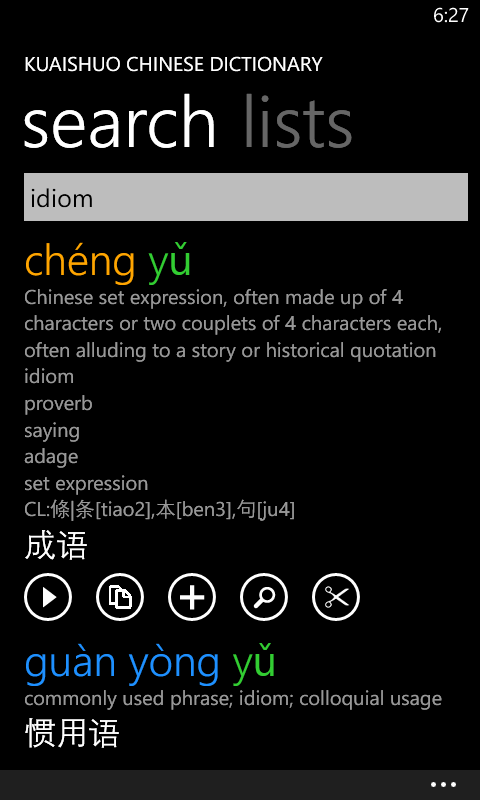 6:27
KUAISHUO CHINESE DICTIONARY
search lists
idiom
chéng yǔ
Chinese set expression, often made up of 4
characters or two couplets of 4 characters each,
often alluding to a story or historical quotation
idiom
proverb
saying
adage
set expression
CL:條|条[tiao2],本[ben3],句[ju4]
成语
guàn yòng yǔ
commonly used phrase; idiom; colloquial usage
惯用语